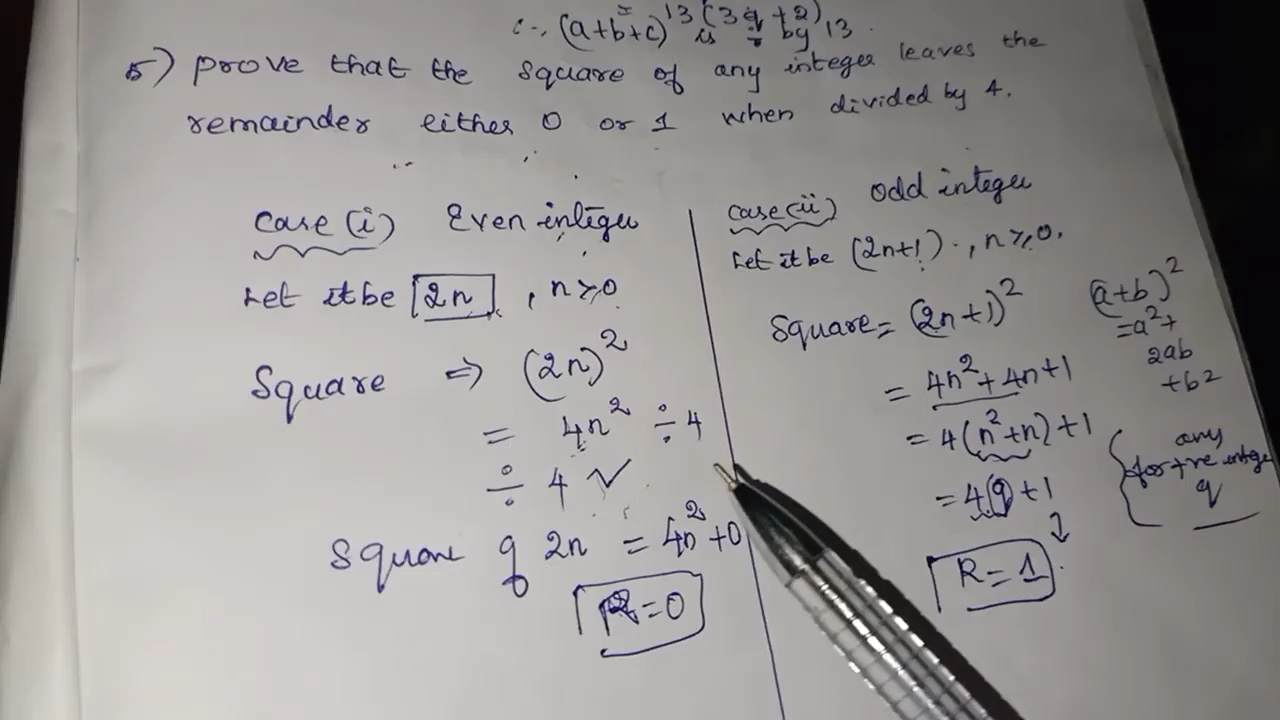 ∴ (a+b+c) 13 (3q+2) is ÷ by 13.
5) prove that the square of any integer leaves the
remainder either 0 or 1 when divided by 4.
case (i) Even integer
Let it be 2n , n ≥ 0
Square ⇒ (2n)²
= 4n² ÷ 4
÷ 4 ✓
Square of 2n = 4n² + 0
R = 0
case (ii) Odd integer
Let it be (2n+1) , n ≥ 0.
Square = (2n+1)²
= 4n² + 4n + 1
= 4(n²+n) + 1
= 4(q) + 1
R = 1
(a+b)²
= a² +
2ab
+ b²
any
for +ve integer
q